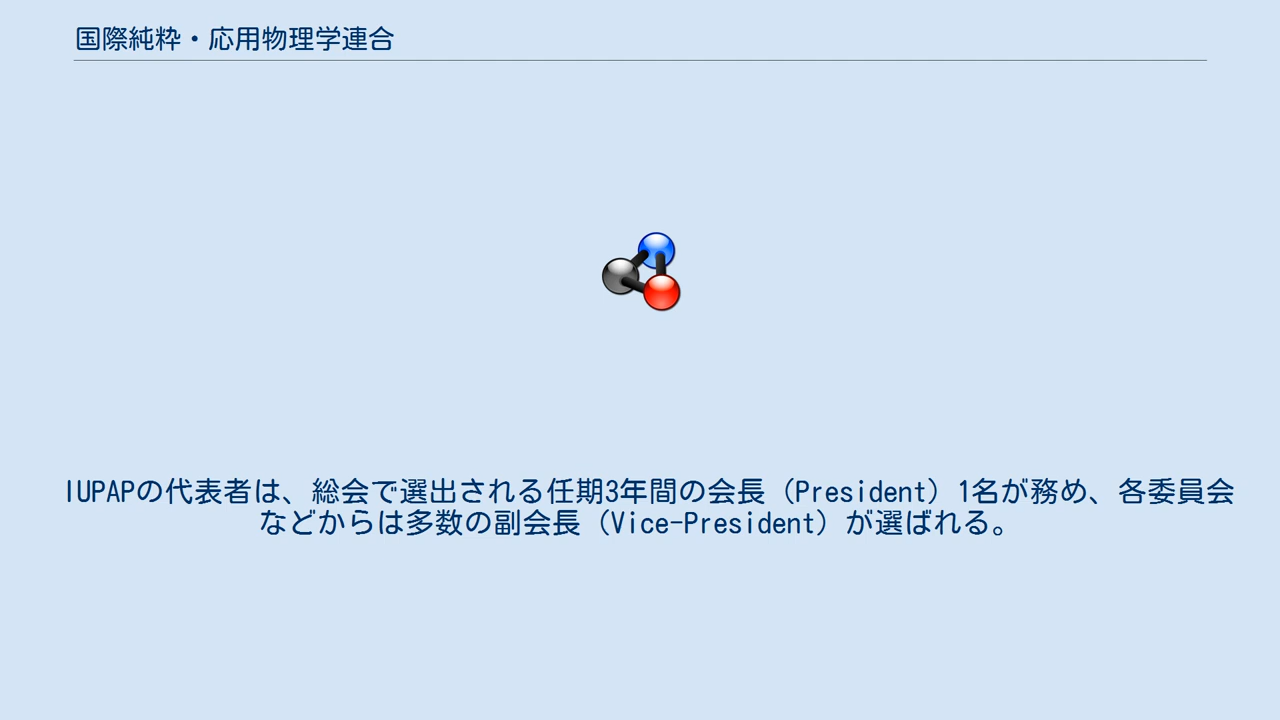 国際純粋・応用物理学連合
IUPAPの代表者は、総会で選出される任期3年間の会長（President）1名が務め、各委員会
などからは多数の副会長（Vice-President）が選ばれる。